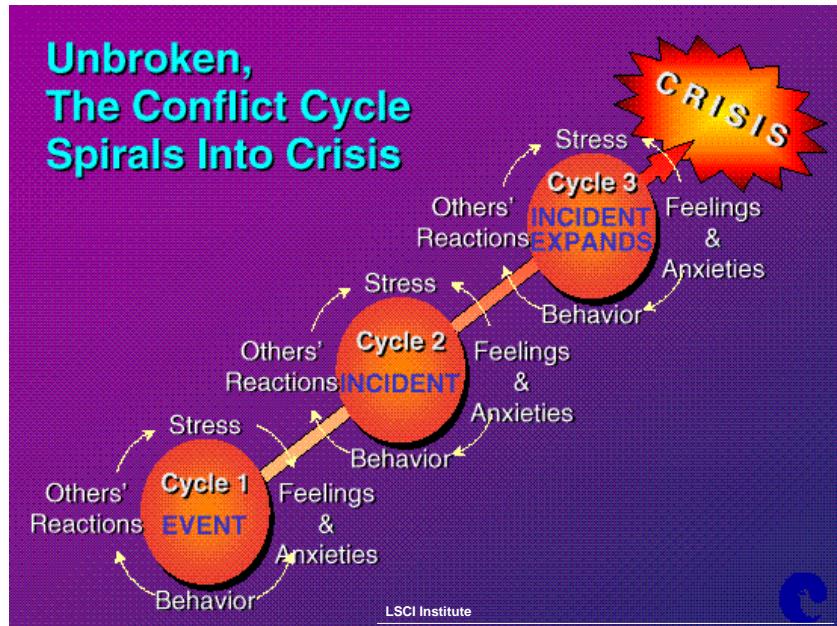 Unbroken,
The Conflict Cycle
Spirals Into Crisis
CRISIS
Stress
Cycle 3
INCIDENT
EXPANDS
Others'
Reactions
Feelings
&
Anxieties
Behavior
Stress
Cycle 2
INCIDENT
Others'
Reactions
Feelings
&
Anxieties
Behavior
Stress
Cycle 1
EVENT
Others'
Reactions
Feelings
&
Anxieties
Behavior
LSCI Institute